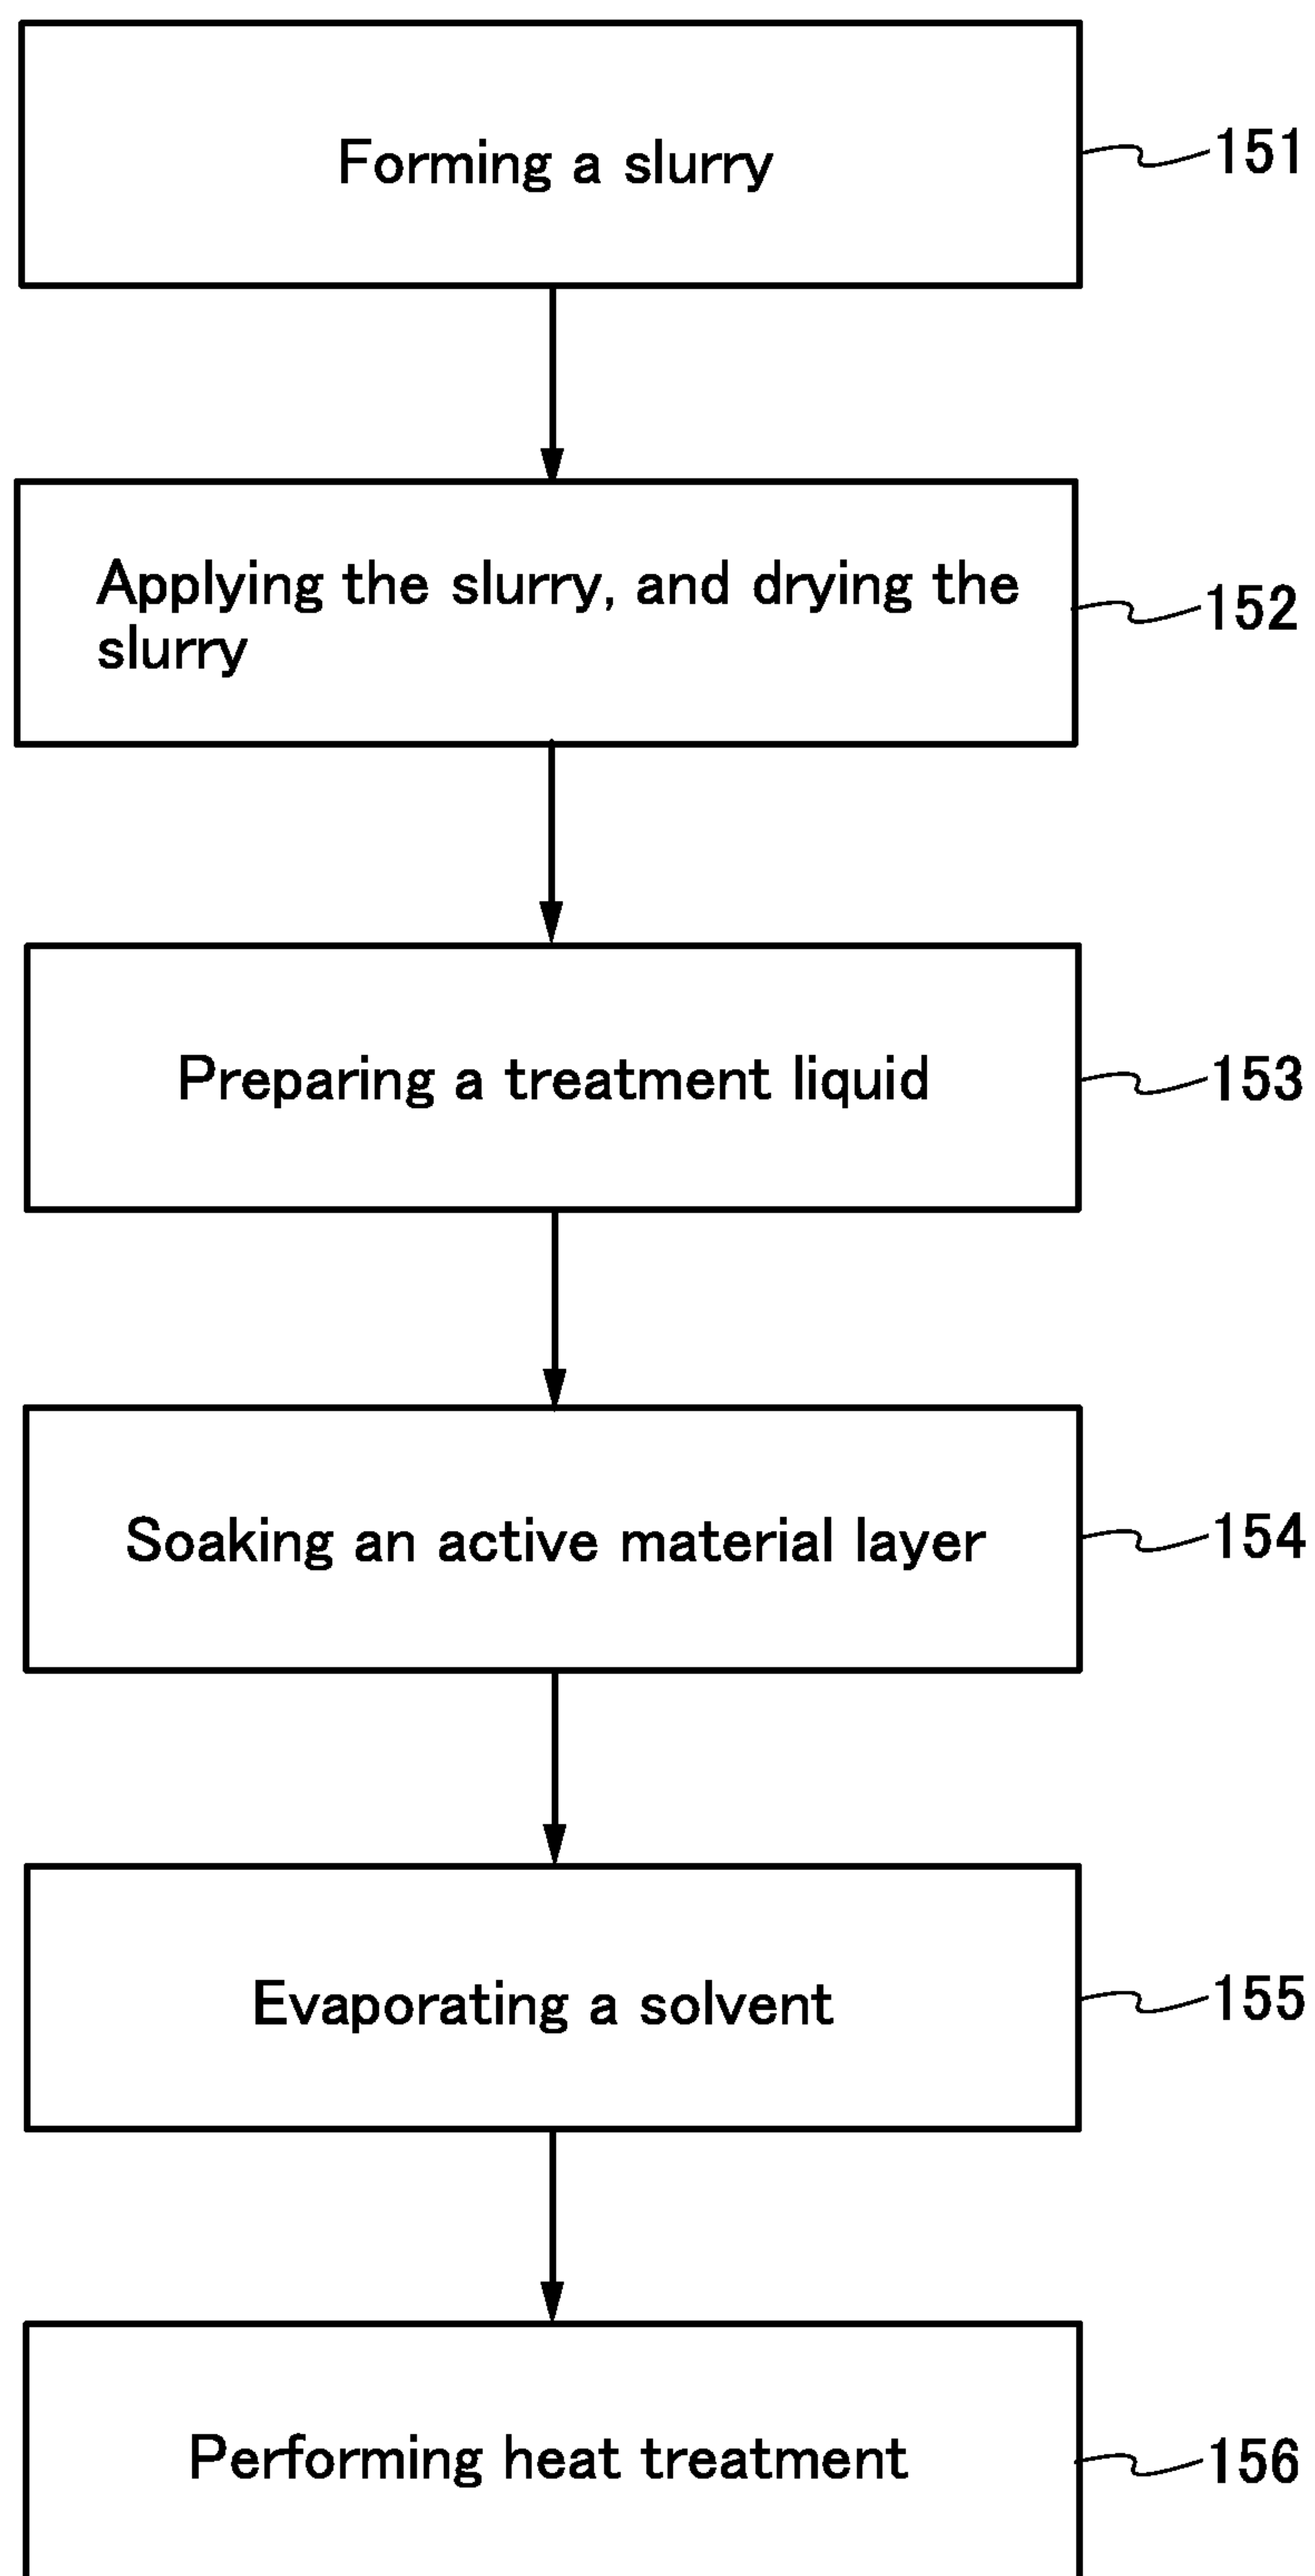 Forming a slurry
151
Applying the slurry, and drying the
slurry
152
Preparing a treatment liquid
153
Soaking an active material layer
154
Evaporating a solvent
155
Performing heat treatment
156